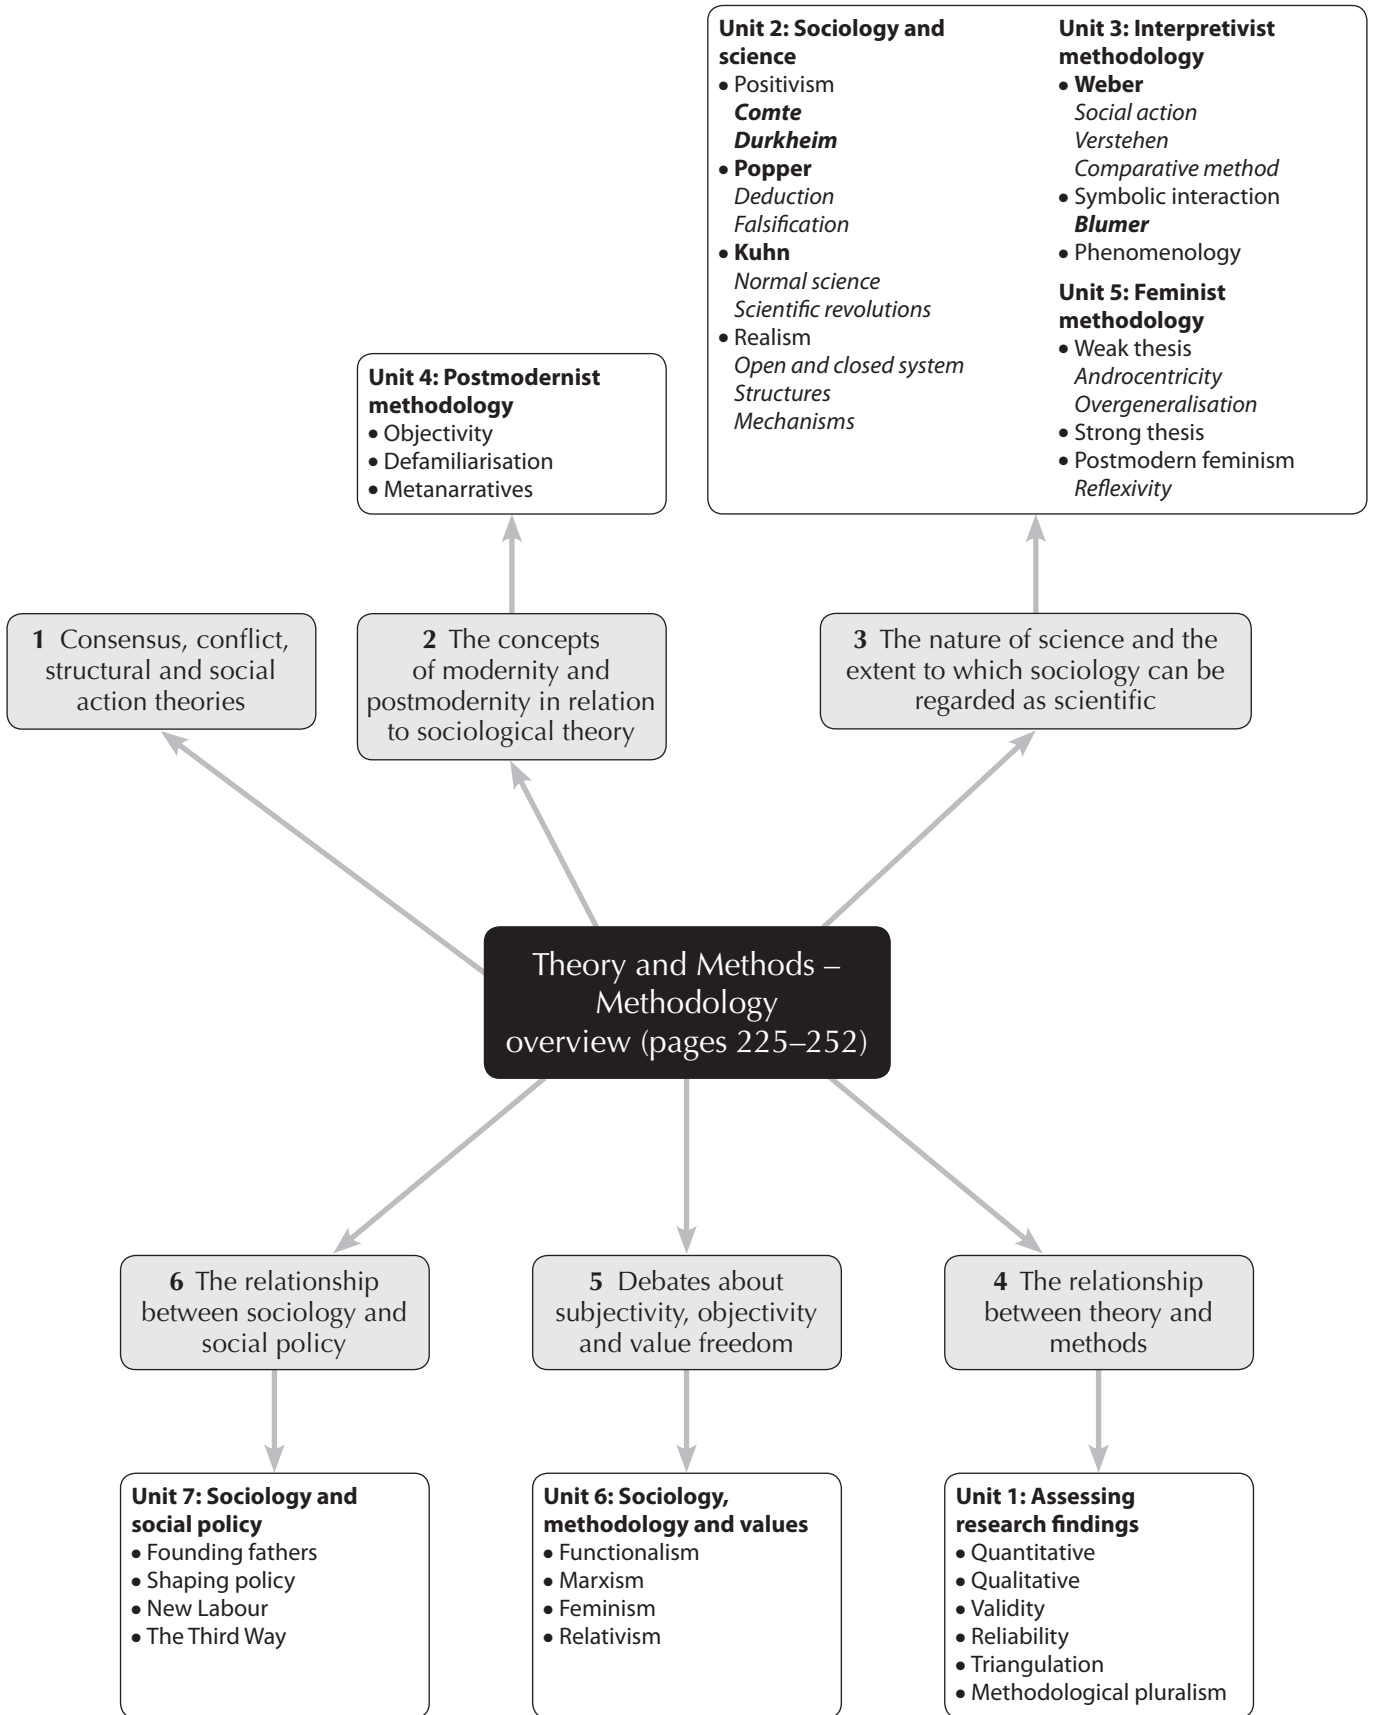 Unit 2: Sociology and
science
• Positivism
Comte
Durkheim
• Popper
Deduction
Falsification
• Kuhn
Normal science
Scientific revolutions
• Realism
Open and closed system
Structures
Mechanisms
Unit 3: Interpretivist
methodology
• Weber
Social action
Verstehen
Comparative method
• Symbolic interaction
Blumer
• Phenomenology
Unit 5: Feminist
methodology
• Weak thesis
Androcentricity
Overgeneralisation
• Strong thesis
• Postmodern feminism
Reflexivity
Unit 4: Postmodernist
methodology
• Objectivity
• Defamiliarisation
• Metanarratives
1 Consensus, conflict,
structural and social
action theories
2 The concepts
of modernity and
postmodernity in relation
to sociological theory
3 The nature of science and the
extent to which sociology can be
regarded as scientific
Theory and Methods –
Methodology
overview (pages 225–252)
6 The relationship
between sociology and
social policy
5 Debates about
subjectivity, objectivity
and value freedom
4 The relationship
between theory and
methods
Unit 7: Sociology and
social policy
• Founding fathers
• Shaping policy
• New Labour
• The Third Way
Unit 6: Sociology,
methodology and values
• Functionalism
• Marxism
• Feminism
• Relativism
Unit 1: Assessing
research findings
• Quantitative
• Qualitative
• Validity
• Reliability
• Triangulation
• Methodological pluralism